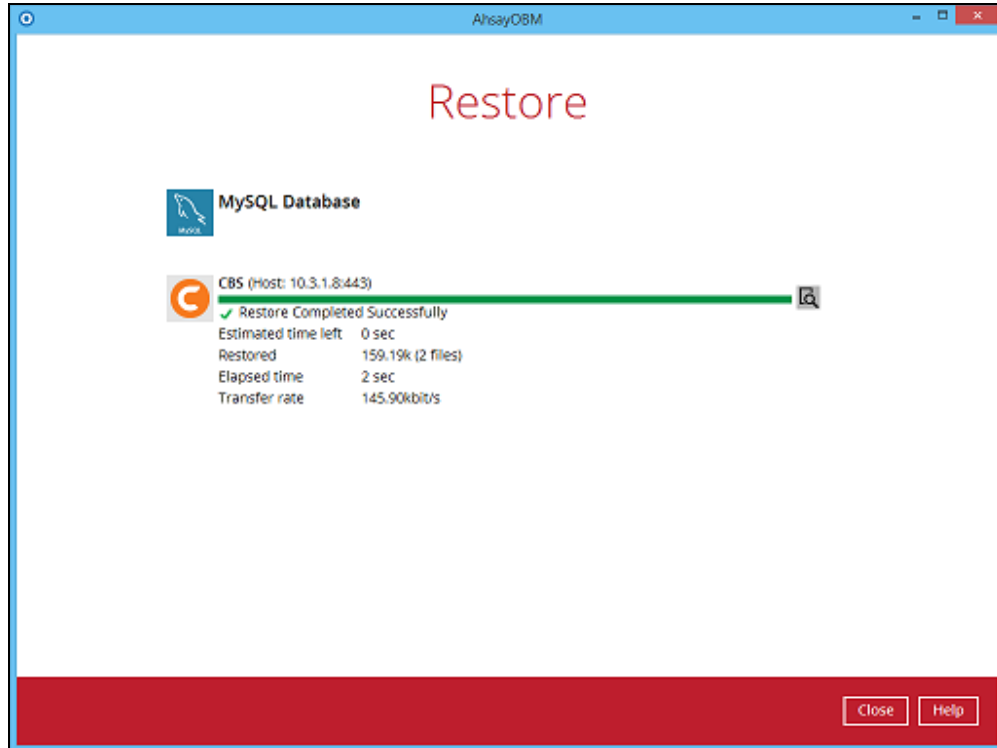 AhsayOBM
Restore
MySQL Database
MySQL
CBS (Host: 10.3.1.8:443)
Restore Completed Successfully
Estimated time left 0 sec
Restored 159.19k (2 files)
Elapsed time 2 sec
Transfer rate 145.90kbit/s
Close Help